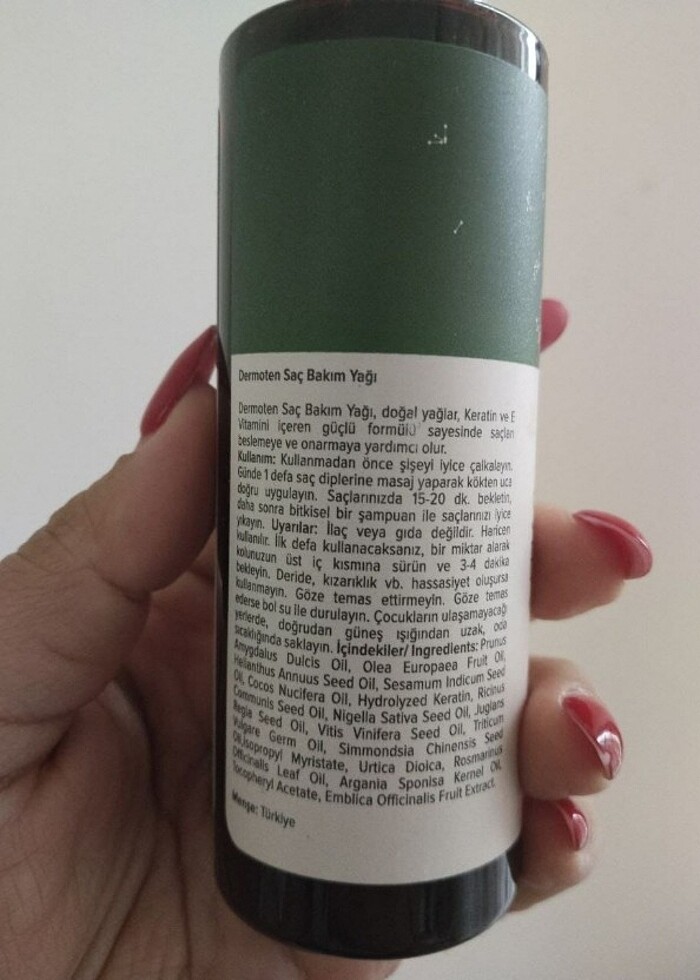 Dermoten Saç Bakım Yağı
Dermoten Saç Bakım Yağı, doğal yağlar, Keratin ve E
Vitamini içeren güçlü formülü sayesinde saçları
beslemeye ve onarmaya yardımcı olur.
Kullanım: Kullanmadan önce şişeyi iyice çalkalayın.
Günde 1 defa saç diplerine masaj yaparak kökten uca
doğru uygulayın. Saçlarınızda 15-20 dk. bekletin,
daha sonra bitkisel bir şampuan ile saçlarınızı iyice
yıkayın. Uyarılar: İlaç veya gıda değildir. Haricen
kullanılır. İlk defa kullanacaksanız, bir miktar alarak
kolunuzun üst iç kısmına sürün ve 3-4 dakika
bekleyin. Deride, kızarıklık vb. hassasiyet oluşursa
kullanmayın. Göze temas ettirmeyin. Göze temas
ederse bol su ile durulayın. Çocukların ulaşamayacağı
yerlerde, doğrudan güneş ışığından uzak, oda
sıcaklığında saklayın. İçindekiler/ Ingredients: Prunus
Amygdalus Dulcis Oil, Olea Europaea Fruit Oil,
Helianthus Annuus Seed Oil, Sesamum Indicum Seed
Oil, Cocos Nucifera Oil, Hydrolyzed Keratin, Ricinus
Communis Seed Oil, Nigella Sativa Seed Oil, Juglans
Regia Seed Oil, Vitis Vinifera Seed Oil, Triticum
Vulgare Germ Oil, Simmondsia Chinensis Seed
Oil,Isopropyl Myristate, Urtica Dioica, Rosmarinus
Officinalis Leaf Oil, Argania Sponisa Kernel Oil,
Tocopheryl Acetate, Emblica Officinalis Fruit Extract.
Menşe: Türkiye